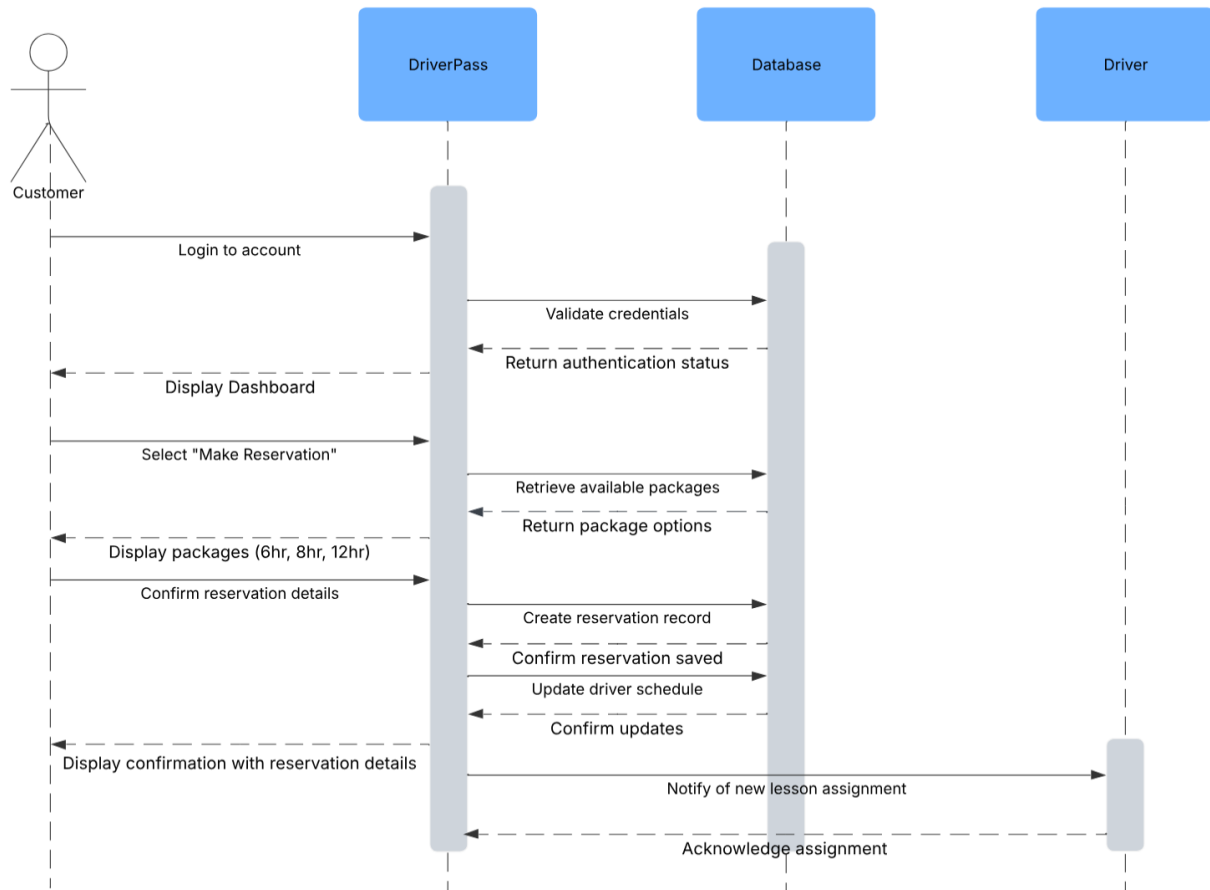 DriverPass
Database
Driver
Customer
Login to account
Validate credentials
Return authentication status
Display Dashboard
Select "Make Reservation"
Retrieve available packages
Return package options
Display packages (6hr, 8hr, 12hr)
Confirm reservation details
Create reservation record
Confirm reservation saved
Update driver schedule
Confirm updates
Display confirmation with reservation details
Notify of new lesson assignment
Acknowledge assignment